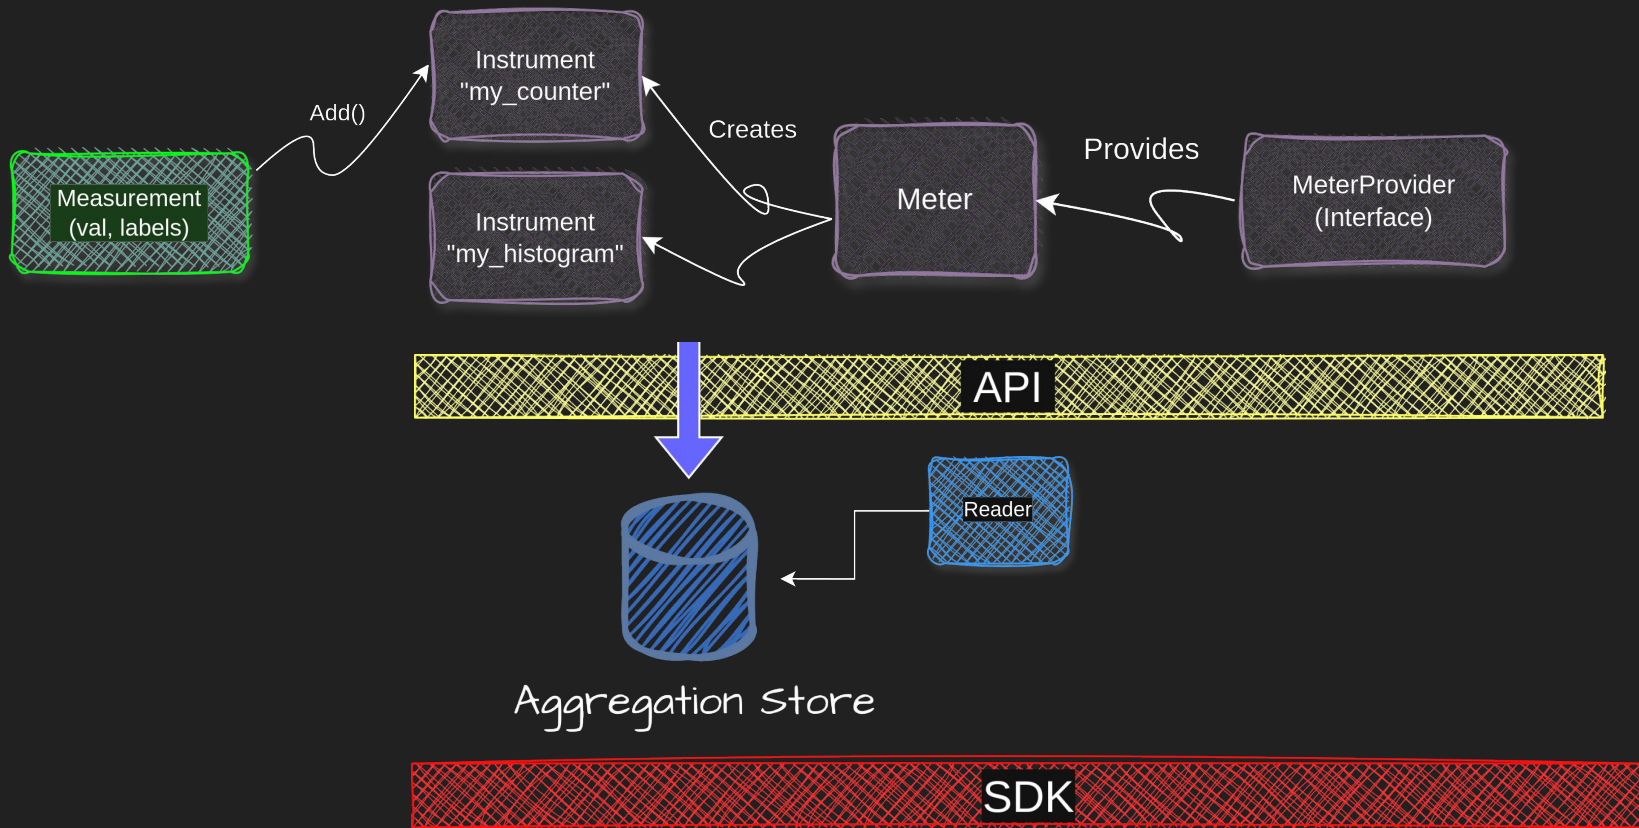 Instrument
"my_counter"
Add()
Creates
Provides
Measurement
(val, labels)
Instrument
"my_histogram"
Meter
MeterProvider
(Interface)
API
Reader
Aggregation Store
SDK